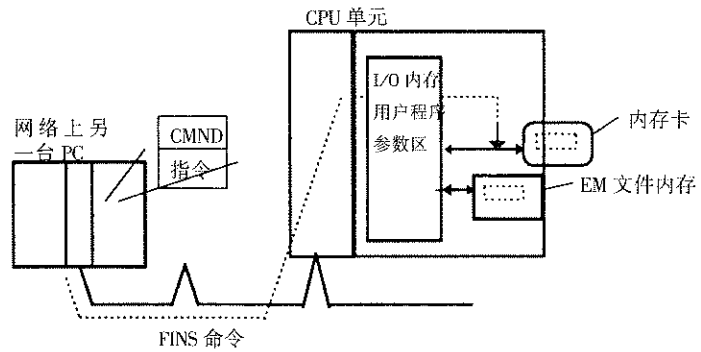 CPU 单元
I/O 内存
用户程序
参数区
内存卡
EM 文件内存
网络上另
一台 PC
CMND
指令
FINS 命令